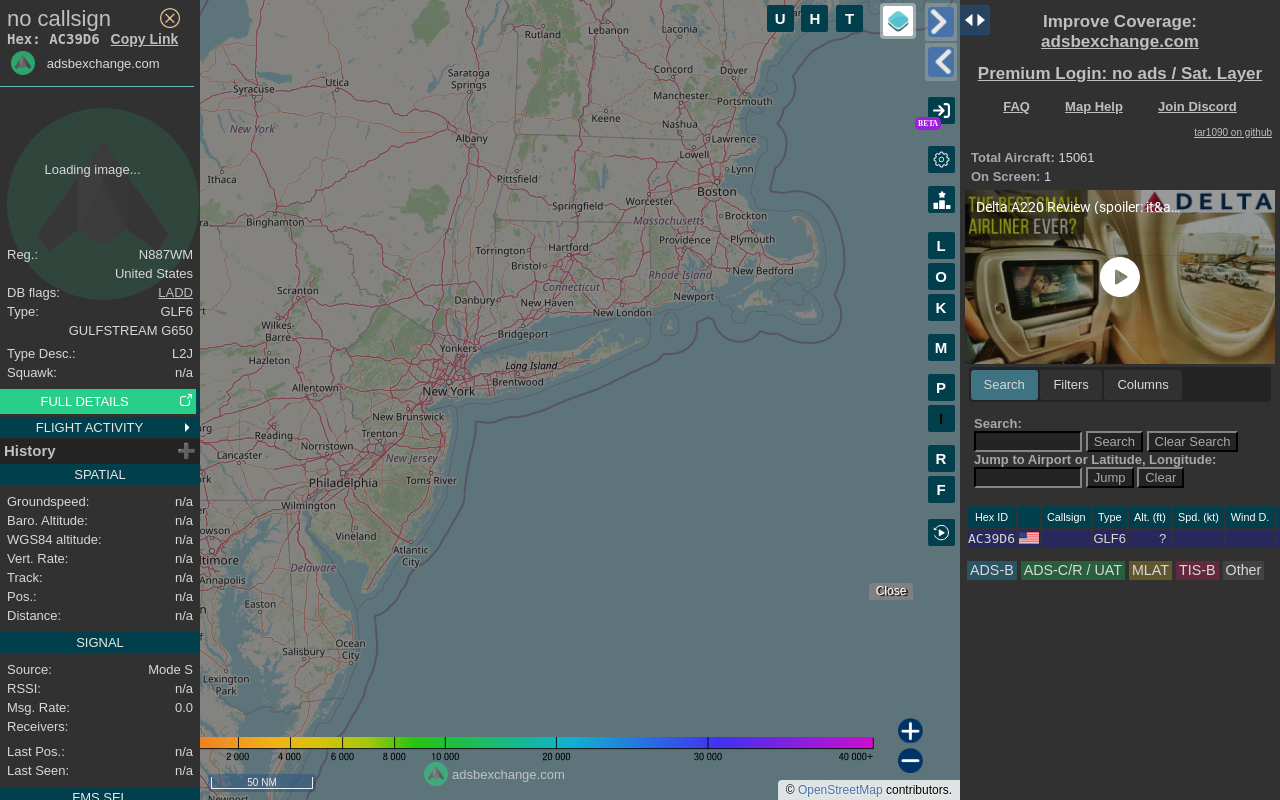 no callsign
Hex: AC39D6 Copy Link
adsbexchange.com
Loading image...
Reg.: N887WM
United States
DB flags: LADD
Type: GLF6
GULFSTREAM G650
Type Desc.: L2J
Squawk: n/a
FULL DETAILS
FLIGHT ACTIVITY
History
SPATIAL
Groundspeed: n/a
Baro. Altitude: n/a
WGS84 altitude: n/a
Vert. Rate: n/a
Track: n/a
Pos.: n/a
Distance: n/a
SIGNAL
Source: Mode S
RSSI: n/a
Msg. Rate: 0.0
Receivers:
Last Pos.: n/a
Last Seen: n/a
FMS SEL
U H T
Rutland
Lebanon
Laconia
Concord
Dover
Utica
Saratoga
Springs
Syracuse
Manchester
Portsmouth
Keene
Nashua
New York
Albany
Lawrence
Lowell
Lynn
Ithaca
Pittsfield
Boston
Worcester
Springfield
Massachusetts
Brockton
Binghamton
Providence
Plymouth
Torrington
Hartford
Bristol
Rhode Island
New Bedford
Connecticut
Scranton
Danbury
New Haven
Newport
New London
Wilkes-
Barre
Bridgeport
Yonkers
Hazleton
Long Island
Brentwood
Allentown
New York
New Brunswick
Reading
Trenton
Norristown
Lancaster
New Jersey
Philadelphia
Toms River
Wilmington
Vineland
Atlantic
City
Delaware
Annapolis
Easton
Ocean
City
Salisbury
Lexington
Park
BETA
L
O
K
M
P
I
R
F
Close
2 000 4 000 6 000 8 000 10 000 20 000 30 000 40 000+
adsbexchange.com
50 NM
© OpenStreetMap contributors.
Improve Coverage:
adsbexchange.com
Premium Login: no ads / Sat. Layer
FAQ Map Help Join Discord
tar1090 on github
Total Aircraft: 15061
On Screen: 1
Delta A220 Review (spoiler: it&a...
DELTA
AIRLINER EVER?
Search Filters Columns
Search:
Search Clear Search
Jump to Airport or Latitude, Longitude:
Jump Clear
Hex ID Callsign Type Alt. (ft) Spd. (kt) Wind D.
AC39D6 GLF6 ?
ADS-B ADS-C/R / UAT MLAT TIS-B Other